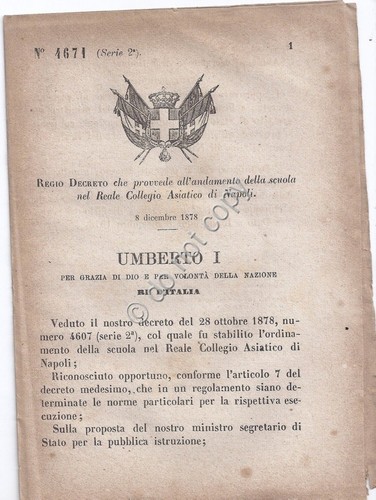 Nº 4671 (Serie 2ª).
1
REGIO DECRETO che provvede all'andamento della scuola
nel Reale Collegio Asiatico di Napoli.
8 dicembre 1878
UMBERTO I
PER GRAZIA DI DIO E PER VOLONTÀ DELLA NAZIONE
RE D'ITALIA
Veduto il nostro decreto del 28 ottobre 1878, nu-
mero 4607 (serie 2ª), col quale fu stabilito l'ordina-
mento della scuola nel Reale Collegio Asiatico di
Napoli;
Riconosciuto opportuno, conforme l'articolo 7 del
decreto medesimo, che in un regolamento siano de-
terminate le norme particolari per la rispettiva ese-
cuzione;
Sulla proposta del nostro ministro segretario di
Stato per la pubblica istruzione;
do not copy